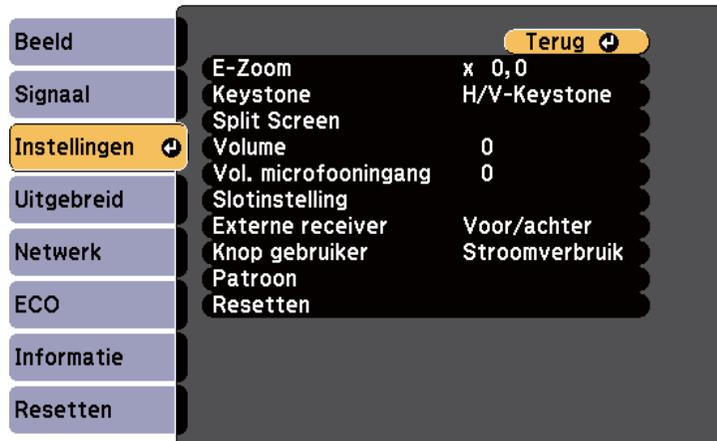 Beeld
Signaal
Instellingen
Uitgebreid
Netwerk
ECO
Informatie
Resetten
Terug
E-Zoom x 0,0
Keystone H/V-Keystone
Split Screen
Volume 0
Vol. microfooningang 0
Slotinstelling
Externe receiver Voor/achter
Knop gebruiker Stroomverbruik
Patroon
Resetten